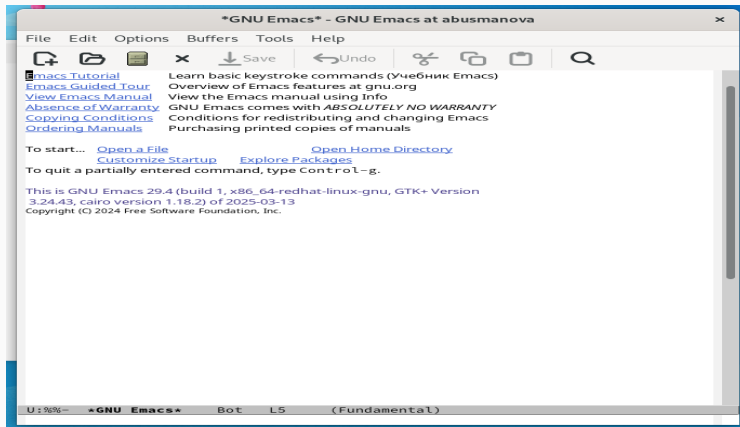 *GNU Emacs* - GNU Emacs at abusmanova ×
File Edit Options Buffers Tools Help
Save Undo
Emacs Tutorial Learn basic keystroke commands (Учебник Emacs)
Emacs Guided Tour Overview of Emacs features at gnu.org
View Emacs Manual View the Emacs manual using Info
Absence of Warranty GNU Emacs comes with ABSOLUTELY NO WARRANTY
Copying Conditions Conditions for redistributing and changing Emacs
Ordering Manuals Purchasing printed copies of manuals
To start... Open a File Open Home Directory
Customize Startup Explore Packages
To quit a partially entered command, type Control-g.
This is GNU Emacs 29.4 (build 1, x86_64-redhat-linux-gnu, GTK+ Version
3.24.43, cairo version 1.18.2) of 2025-03-13
Copyright (C) 2024 Free Software Foundation, Inc.
U:%%- *GNU Emacs* Bot L5 (Fundamental)